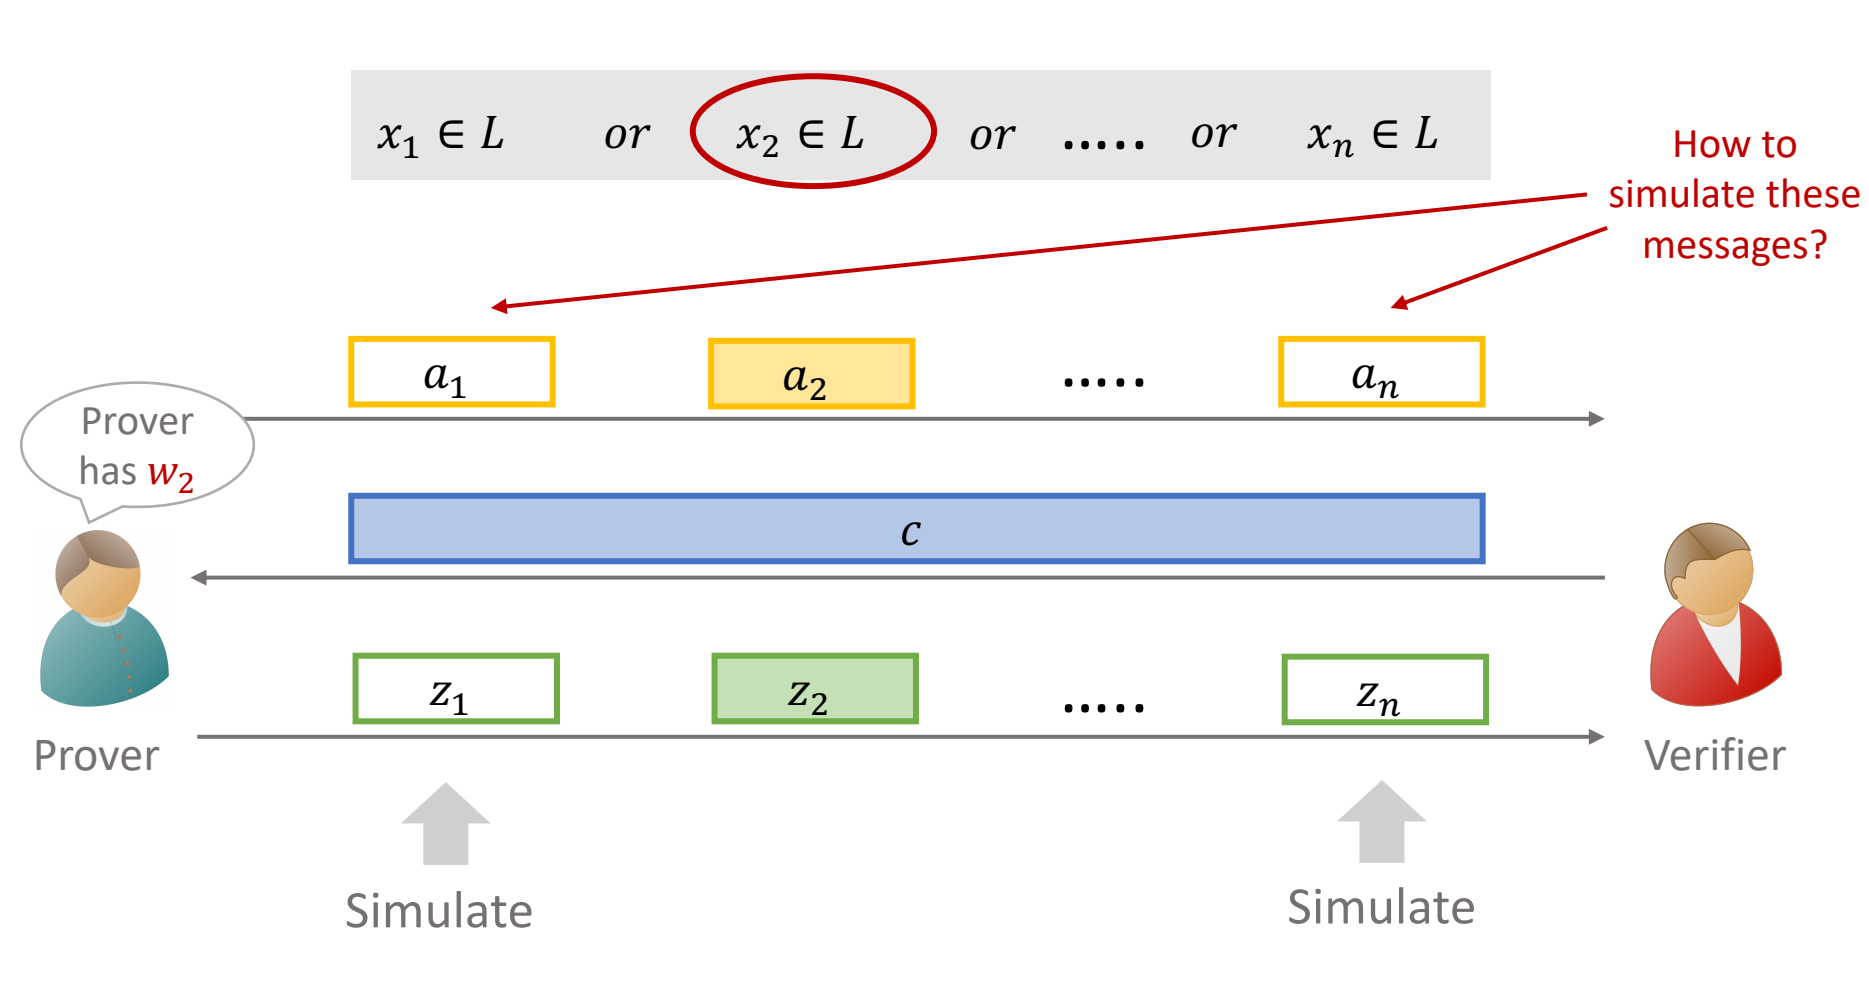 x₁ ∈ L or x₂ ∈ L or ..... or xₙ ∈ L
How to
simulate these
messages?
a₁ a₂ ..... aₙ
Prover
has w₂
c
z₁ z₂ ..... zₙ
Prover
Verifier
Simulate
Simulate